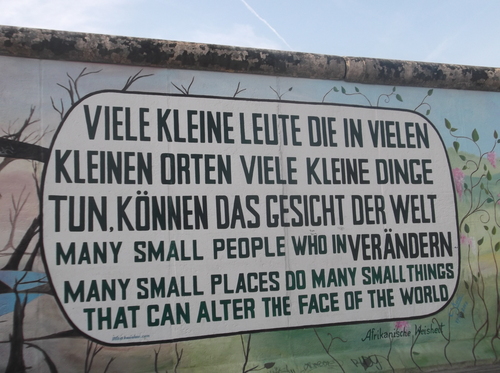 VIELE KLEINE LEUTE DIE IN VIELEN
KLEINEN ORTEN VIELE KLEINE DINGE
TUN, KÖNNEN DAS GESICHT DER WELT
MANY SMALL PEOPLE WHO IN VERÄNDERN
MANY SMALL PLACES DO MANY SMALL THINGS
THAT CAN ALTER THE FACE OF THE WORLD
Afrikanische Weisheit